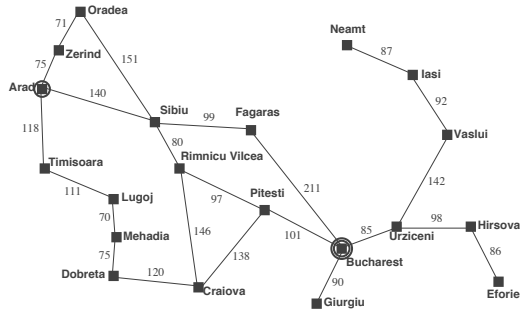 Oradea
71
Neamt
Zerind
87
75
151
Iasi
Arad
140
92
Sibiu
Fagaras
99
118
Vaslui
80
Timisoara
Rimnicu Vilcea
142
111
Pitesti
211
Lugoj
97
70
98
Hirsova
146
101
85
Mehadia
Urziceni
75
138
86
Bucharest
Dobreta
120
90
Craiova
Eforie
Giurgiu